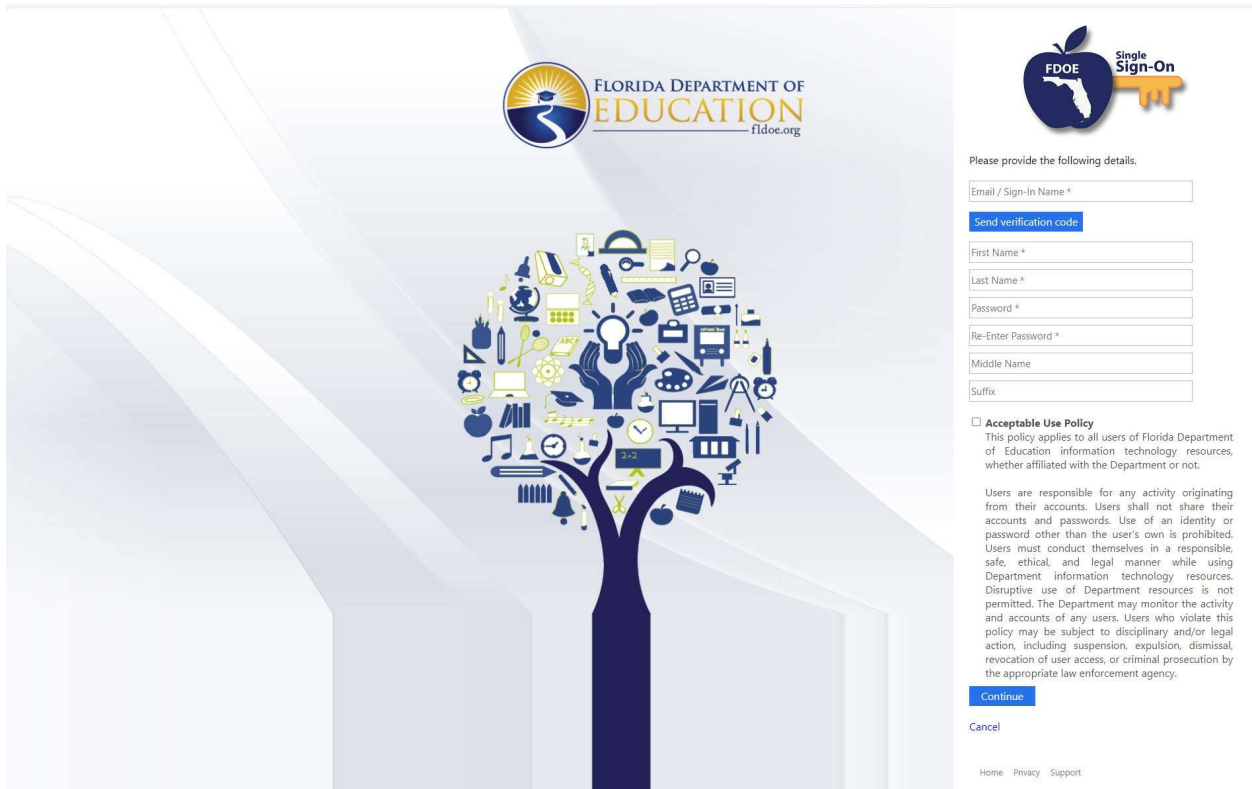 FLORIDA DEPARTMENT OF
EDUCATION
fldoe.org
ABC
2+2
FDOE
Single
Sign-On
Please provide the following details.
Email / Sign-In Name *
Send verification code
First Name *
Last Name *
Password *
Re-Enter Password *
Middle Name
Suffix
Acceptable Use Policy
This policy applies to all users of Florida Department
of Education information technology resources,
whether affiliated with the Department or not.
Users are responsible for any activity originating
from their accounts. Users shall not share their
accounts and passwords. Use of an identity or
password other than the user's own is prohibited.
Users must conduct themselves in a responsible,
safe, ethical, and legal manner while using
Department information technology resources.
Disruptive use of Department resources is not
permitted. The Department may monitor the activity
and accounts of any users. Users who violate this
policy may be subject to disciplinary and/or legal
action, including suspension, expulsion, dismissal,
revocation of user access, or criminal prosecution by
the appropriate law enforcement agency.
Continue
Cancel
Home Privacy Support